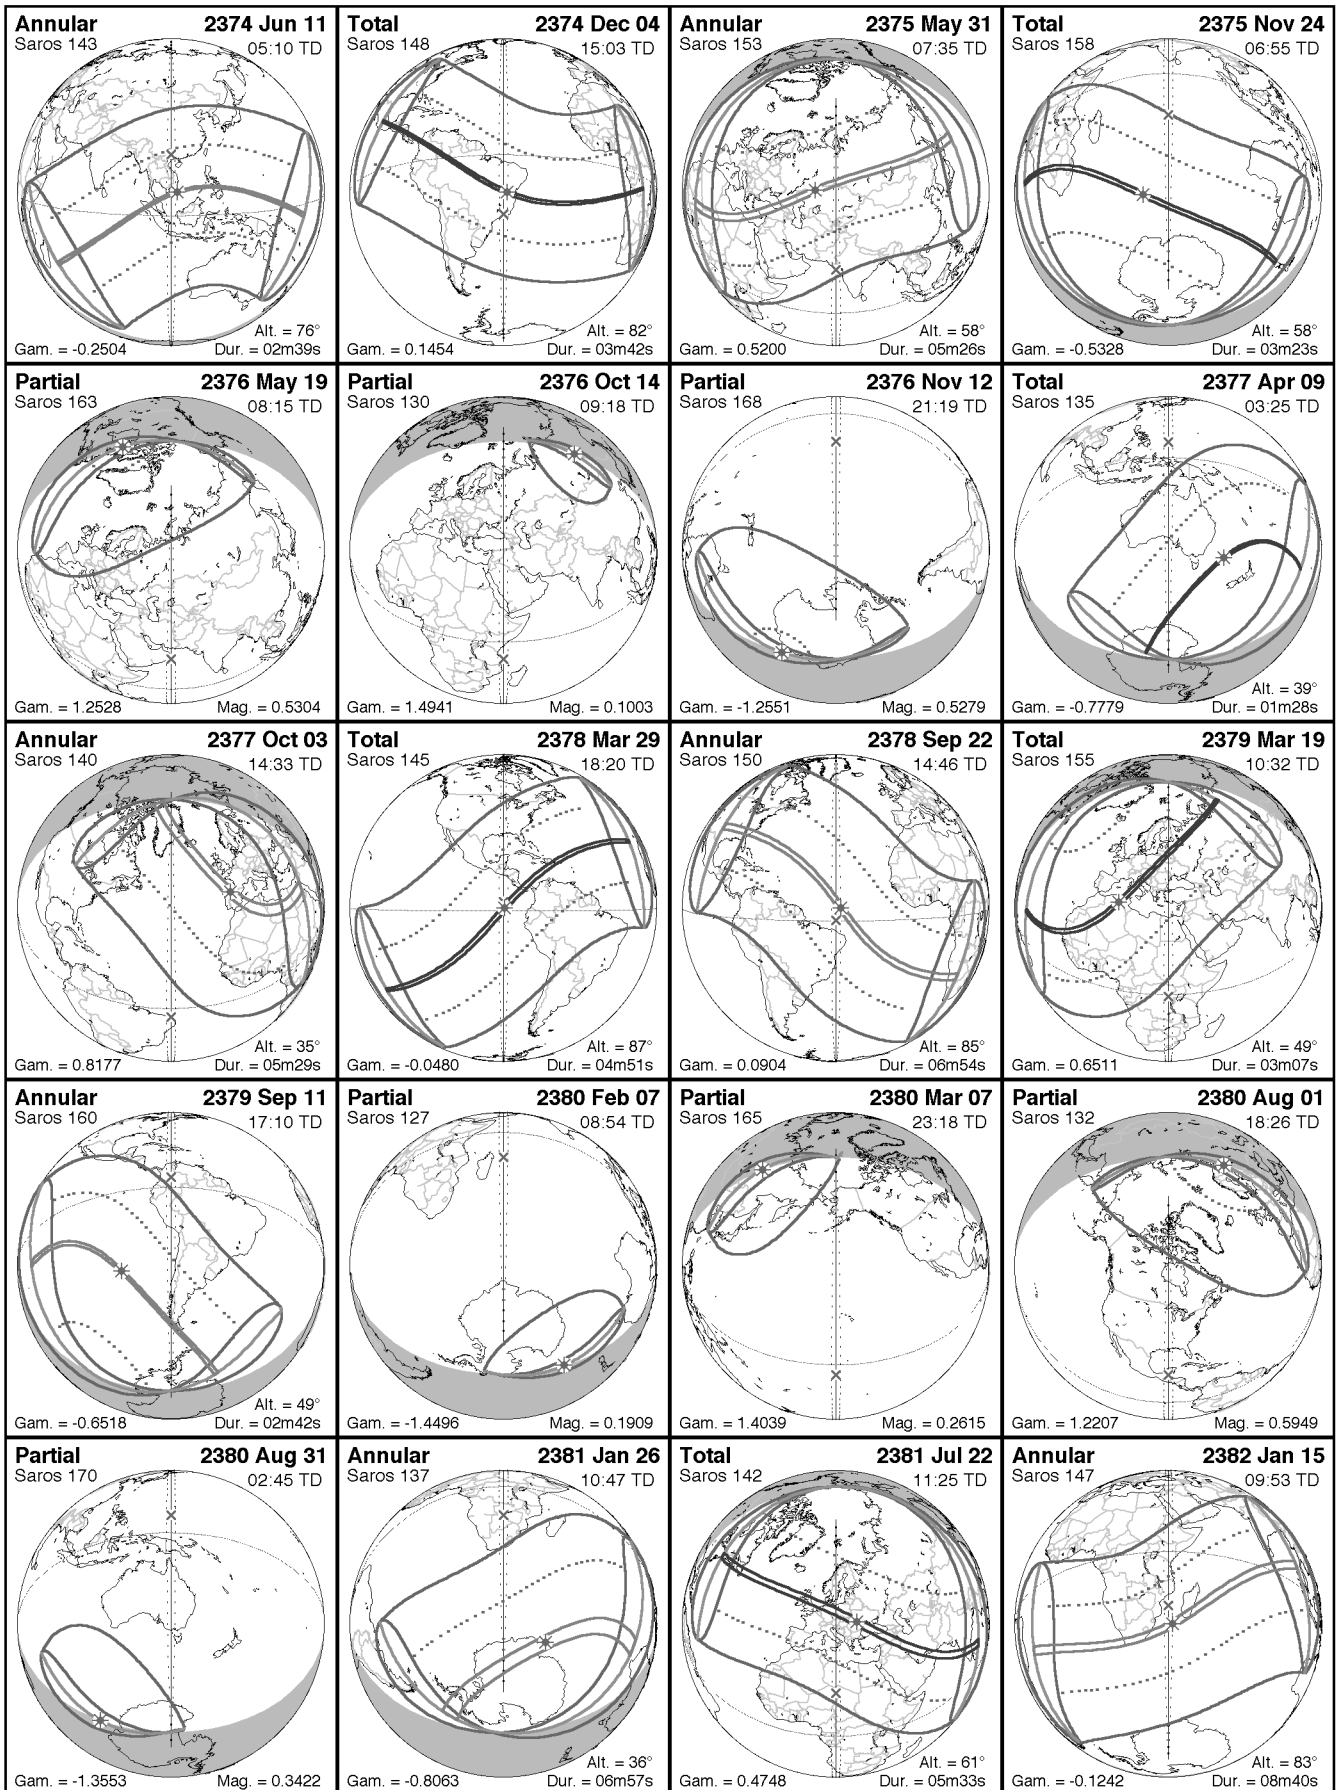 Annular 2374 Jun 11
Saros 143 05:10 TD
Alt. = 76°
Gam. = -0.2504 Dur. = 02m39s
Total 2374 Dec 04
Saros 148 15:03 TD
Alt. = 82°
Gam. = 0.1454 Dur. = 03m42s
Annular 2375 May 31
Saros 153 07:35 TD
Alt. = 58°
Gam. = 0.5200 Dur. = 05m26s
Total 2375 Nov 24
Saros 158 06:55 TD
Alt. = 58°
Gam. = -0.5328 Dur. = 03m23s
Partial 2376 May 19
Saros 163 08:15 TD
Gam. = 1.2528 Mag. = 0.5304
Partial 2376 Oct 14
Saros 130 09:18 TD
Gam. = 1.4941 Mag. = 0.1003
Partial 2376 Nov 12
Saros 168 21:19 TD
Gam. = -1.2551 Mag. = 0.5279
Total 2377 Apr 09
Saros 135 03:25 TD
Alt. = 39°
Gam. = -0.7779 Dur. = 01m28s
Annular 2377 Oct 03
Saros 140 14:33 TD
Alt. = 35°
Gam. = 0.8177 Dur. = 05m29s
Total 2378 Mar 29
Saros 145 18:20 TD
Alt. = 87°
Gam. = -0.0480 Dur. = 04m51s
Annular 2378 Sep 22
Saros 150 14:46 TD
Alt. = 85°
Gam. = 0.0904 Dur. = 06m54s
Total 2379 Mar 19
Saros 155 10:32 TD
Alt. = 49°
Gam. = 0.6511 Dur. = 03m07s
Annular 2379 Sep 11
Saros 160 17:10 TD
Alt. = 49°
Gam. = -0.6518 Dur. = 02m42s
Partial 2380 Feb 07
Saros 127 08:54 TD
Gam. = -1.4496 Mag. = 0.1909
Partial 2380 Mar 07
Saros 165 23:18 TD
Gam. = 1.4039 Mag. = 0.2615
Partial 2380 Aug 01
Saros 132 18:26 TD
Gam. = 1.2207 Mag. = 0.5949
Partial 2380 Aug 31
Saros 170 02:45 TD
Gam. = -1.3553 Mag. = 0.3422
Annular 2381 Jan 26
Saros 137 10:47 TD
Alt. = 36°
Gam. = -0.8063 Dur. = 06m57s
Total 2381 Jul 22
Saros 142 11:25 TD
Alt. = 61°
Gam. = 0.4748 Dur. = 05m33s
Annular 2382 Jan 15
Saros 147 09:53 TD
Alt. = 83°
Gam. = -0.1242 Dur. = 08m40s